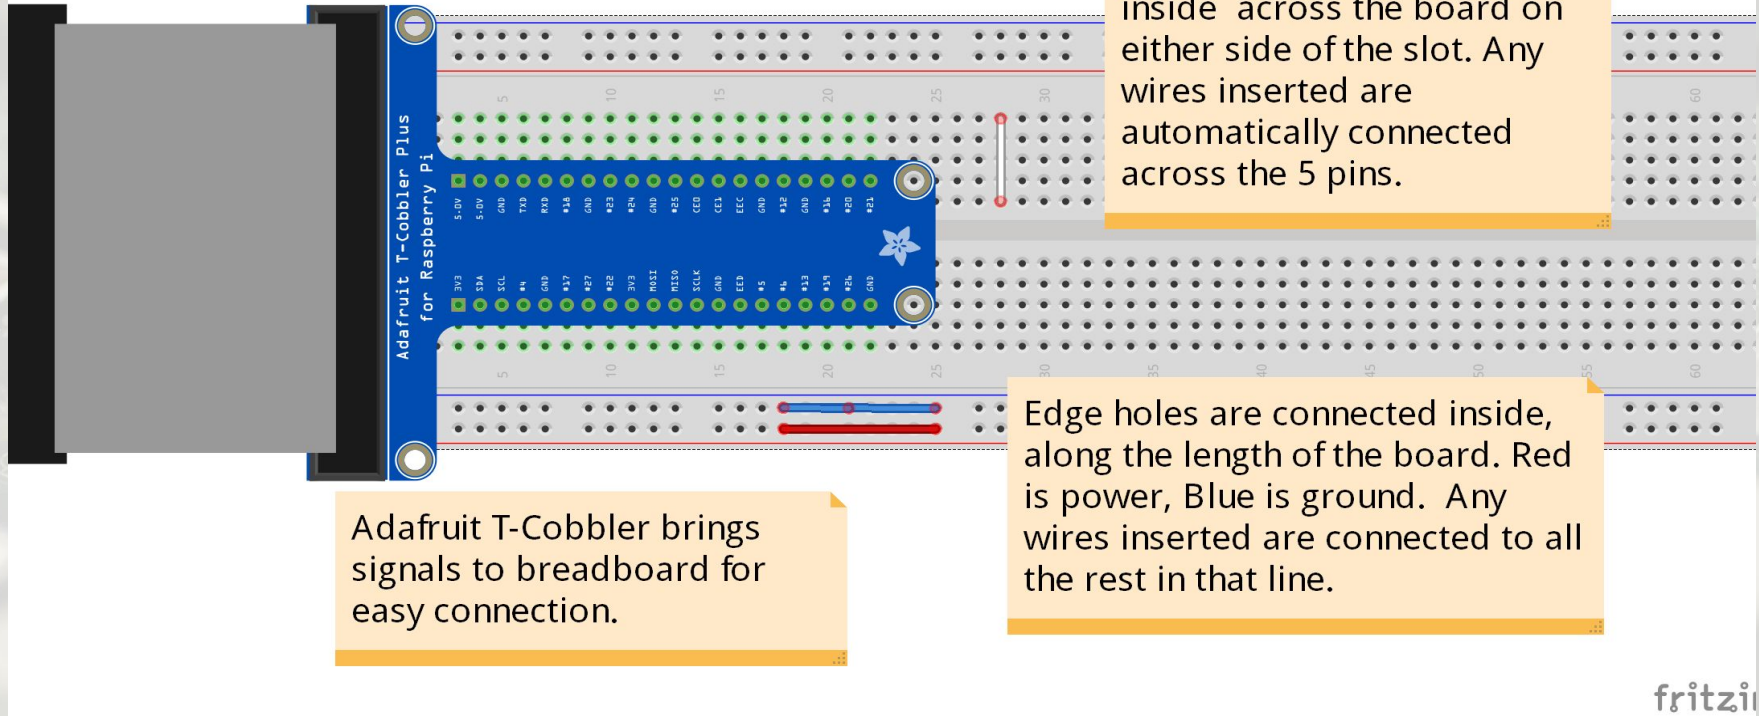 inside across the board on
either side of the slot. Any
wires inserted are
automatically connected
across the 5 pins.
5 10 15 20 25 30 60
Adafruit T-Cobbler Plus
for Raspberry Pi
5.0V 5.0V GND TXD RXD #18 GND #23 #24 GND #25 CE0 CE1 EEC GND #12 GND #16 #20 #21
3V3 SDA SCL #4 GND #17 #27 #22 3V3 MOSI MISO SCLK GND EED #5 #6 #13 #19 #26 GND
5 10 15 20 25 30 35 40 45 50 55 60
Edge holes are connected inside,
along the length of the board. Red
is power, Blue is ground. Any
wires inserted are connected to all
the rest in that line.
Adafruit T-Cobbler brings
signals to breadboard for
easy connection.